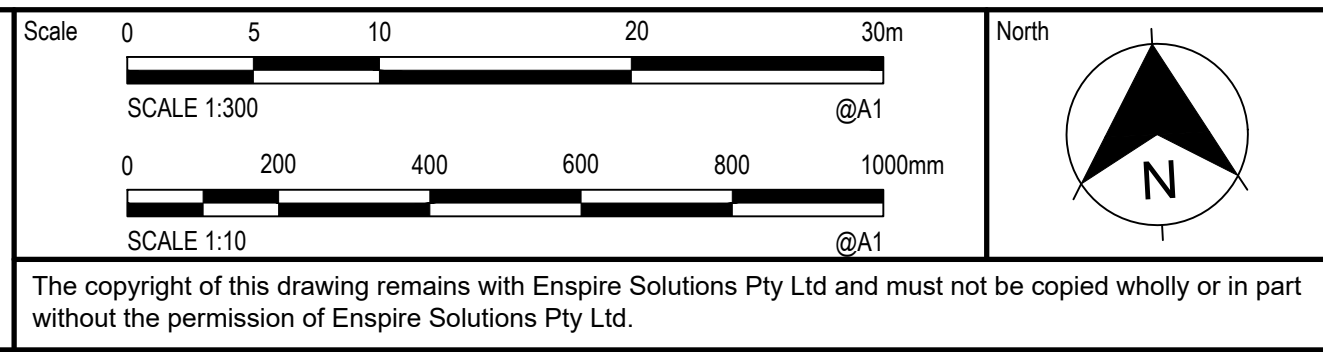 Scale
0 5 10 20 30m
SCALE 1:300 @A1
0 200 400 600 800 1000mm
SCALE 1:10 @A1
North
N
The copyright of this drawing remains with Enspire Solutions Pty Ltd and must not be copied wholly or in part
without the permission of Enspire Solutions Pty Ltd.